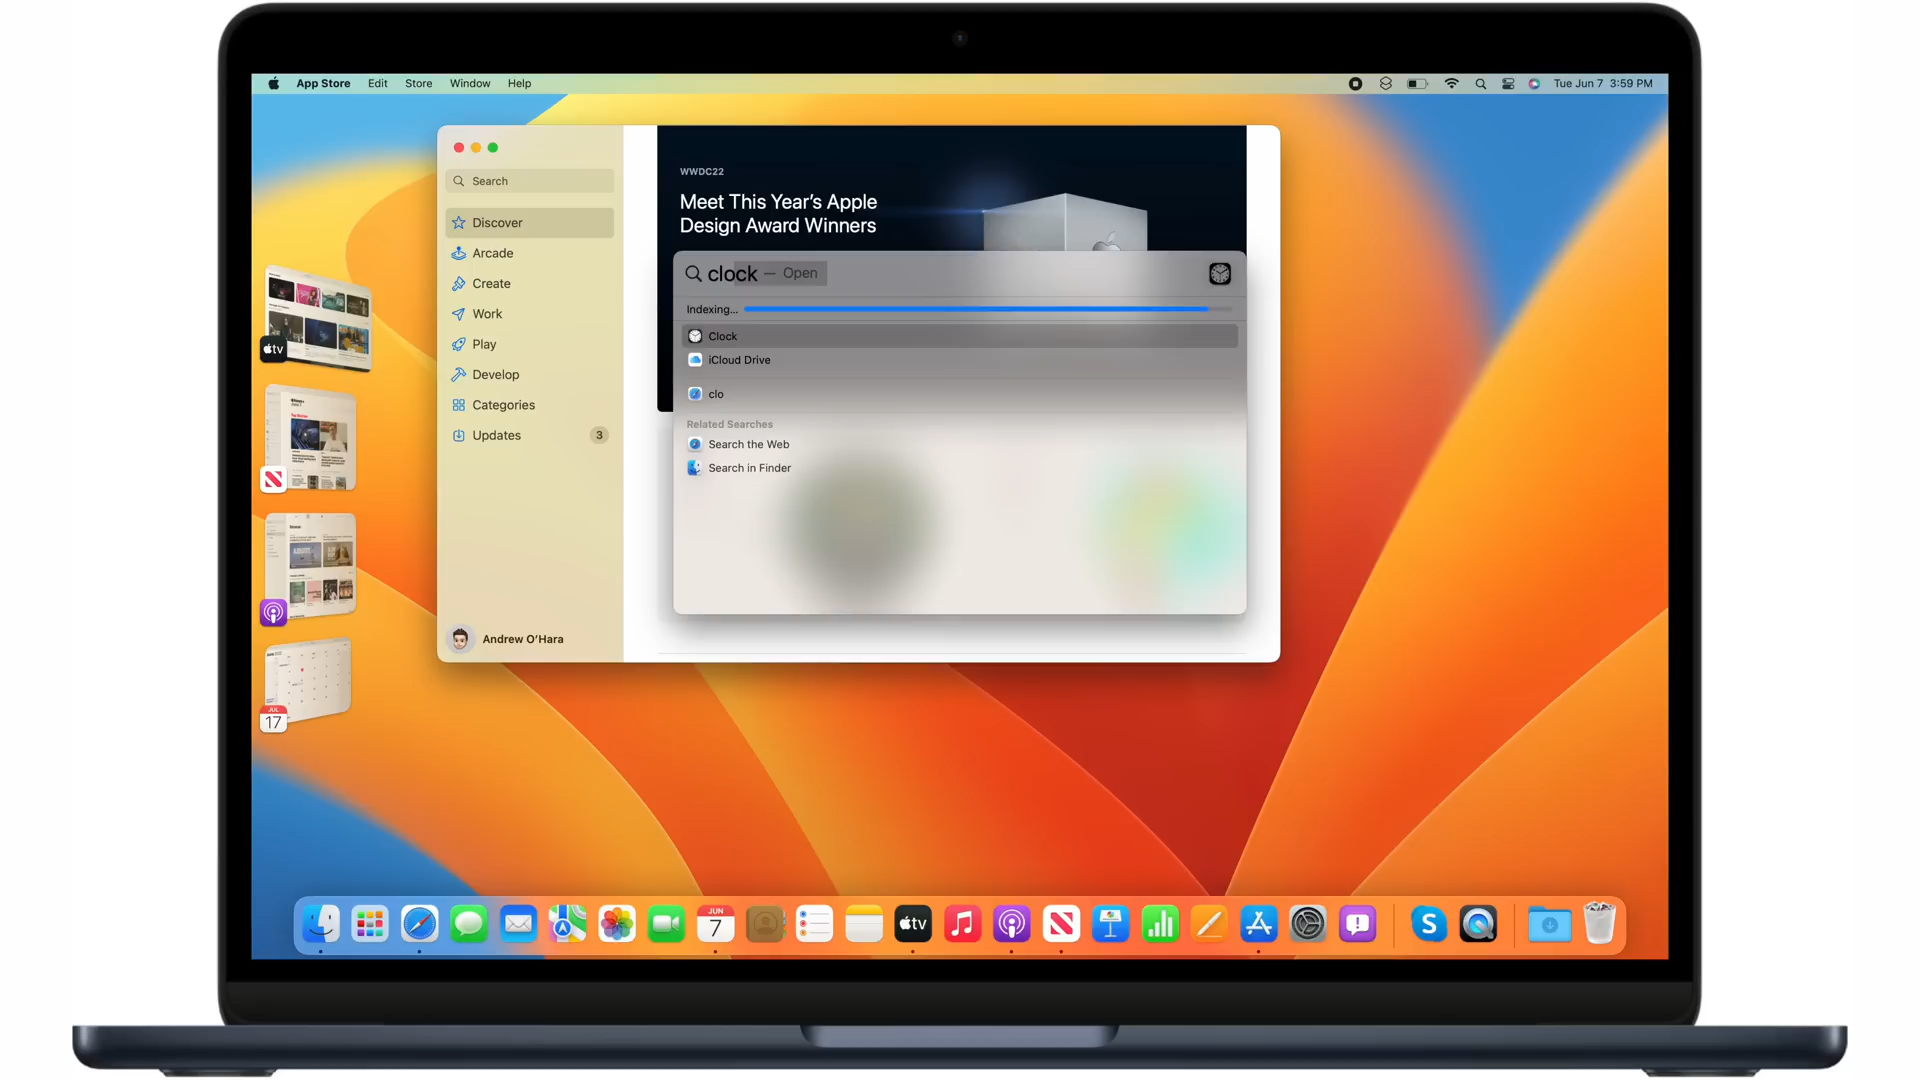 App Store Edit Store Window Help
Tue Jun 7 3:59 PM
Search
Discover
Arcade
Create
Work
Play
Develop
Categories
Updates 3
Andrew O'Hara
WWDC22
Meet This Year's Apple
Design Award Winners
clock — Open
Indexing...
Clock
iCloud Drive
clo
Related Searches
Search the Web
Search in Finder
tv
JUL
17
JUN
7
tv
S